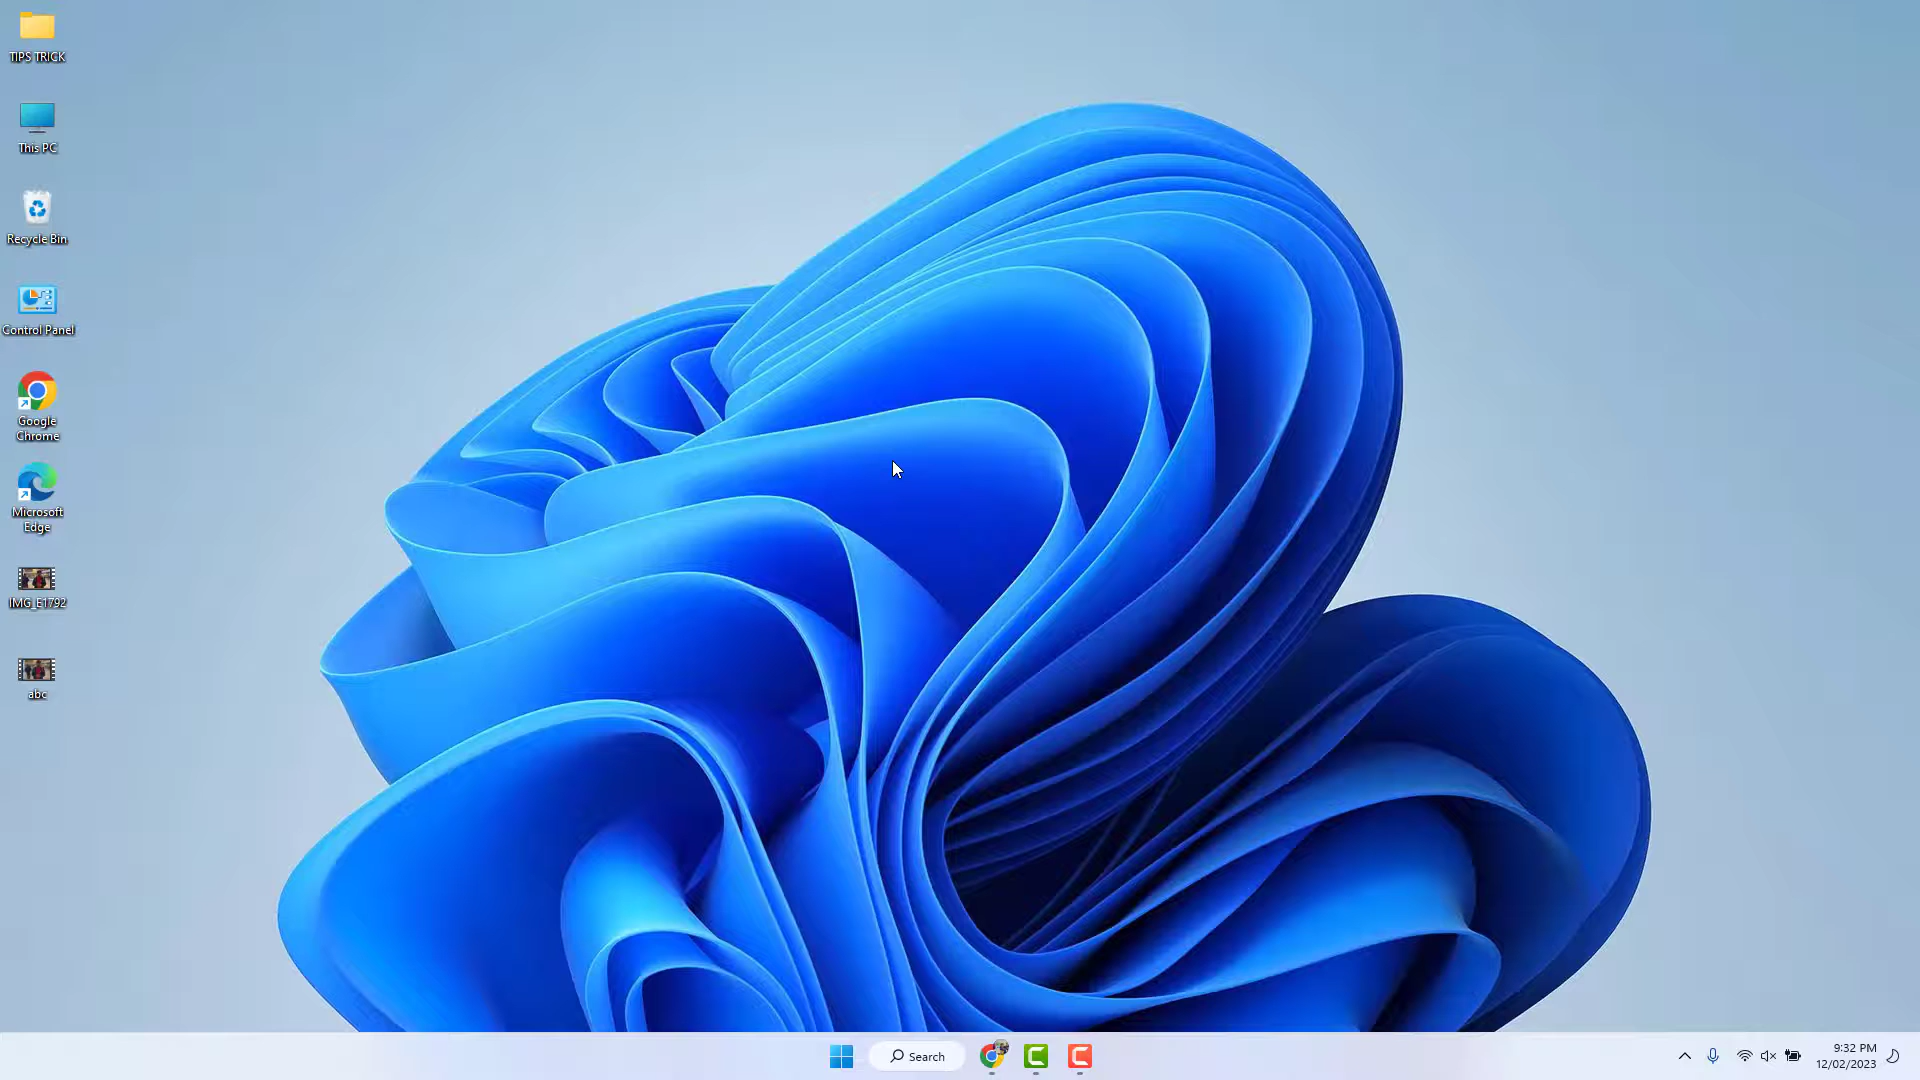 TIPS TRICK
This PC
Recycle Bin
Control Panel
Google
Chrome
Microsoft
Edge
IMG_E1792
abc
Search
9:32 PM
12/02/2023